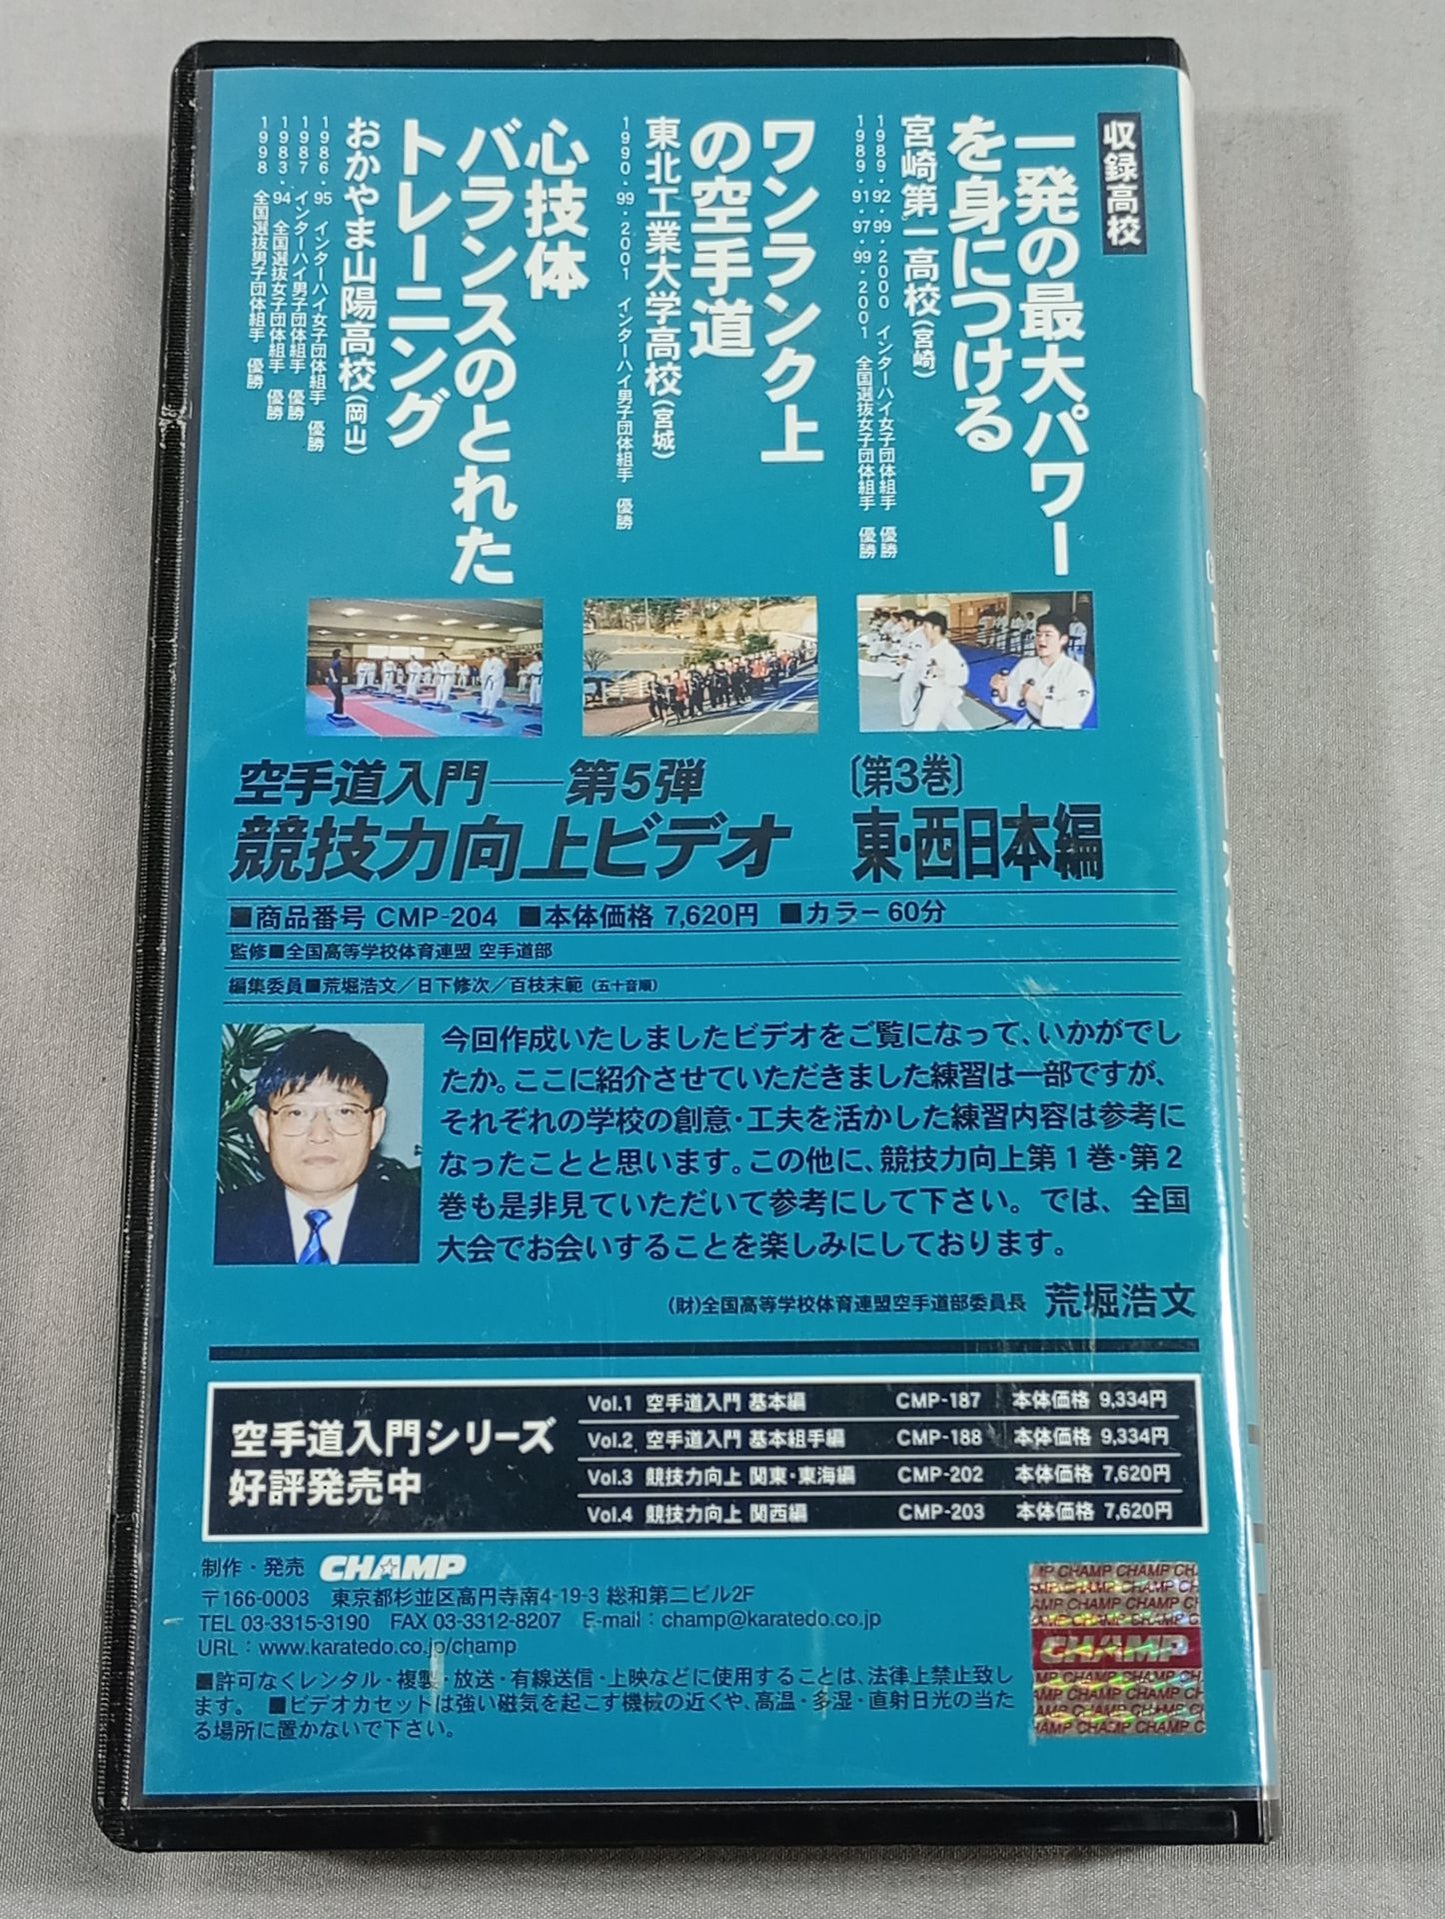 収録高校
一発の最大パワー
を身につける
宮崎第一高校(宮崎)
1989・92・99・2000 インターハイ女子団体組手 優勝
1989・91・97・99・2001 全国選抜女子団体組手 優勝
ワンランク上
の空手道
東北工業大学高校(宮城)
1990・99・2001 インターハイ男子団体組手 優勝
心技体
バランスのとれた
トレーニング
おかやま山陽高校(岡山)
1986・95 インターハイ女子団体組手 優勝
1987 インターハイ男子団体組手 優勝
1983・94 全国選抜女子団体組手 優勝
1998 全国選抜男子団体組手 優勝
空手道入門──第5弾
競技力向上ビデオ
〔第3巻〕
東・西日本編
■商品番号 CMP-204 ■本体価格 7,620円 ■カラー 60分
監修■全国高等学校体育連盟 空手道部
編集委員■荒堀浩文／日下修次／百枝末範(五十音順)
今回作成いたしましたビデオをご覧になって、いかがでし
たか。ここに紹介させていただきました練習は一部ですが、
それぞれの学校の創意・工夫を活かした練習内容は参考に
なったことと思います。この他に、競技力向上第1巻・第2
巻も是非見ていただいて参考にして下さい。では、全国
大会でお会いすることを楽しみにしております。
(財)全国高等学校体育連盟空手道部委員長 荒堀浩文
空手道入門シリーズ
好評発売中
Vol.1 空手道入門 基本編 CMP-187 本体価格 9,334円
Vol.2 空手道入門 基本組手編 CMP-188 本体価格 9,334円
Vol.3 競技力向上 関東・東海編 CMP-202 本体価格 7,620円
Vol.4 競技力向上 関西編 CMP-203 本体価格 7,620円
制作・発売 CHAMP
〒166-0003 東京都杉並区高円寺南4-19-3 総和第二ビル2F
TEL 03-3315-3190 FAX 03-3312-8207 E-mail：champ@karatedo.co.jp
URL：www.karatedo.co.jp/champ
■許可なくレンタル・複製・放送・有線送信・上映などに使用することは、法律上禁止致し
ます。 ■ビデオカセットは強い磁気を起こす機械の近くや、高温・多湿・直射日光の当た
る場所に置かないで下さい。
CHAMP